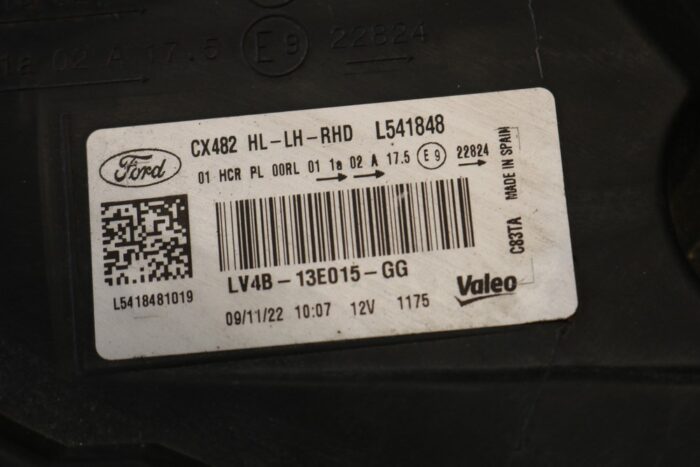 1a 02 A 17.5 E9 22824
Ford
CX482 HL-LH-RHD L541848
01 HCR PL 00RL 01 1a 02 A 17.5 E9 22824
MADE IN SPAIN
C83TA
LV4B-13E015-GG
L5418481019
09/11/22 10:07 12V 1175
Valeo